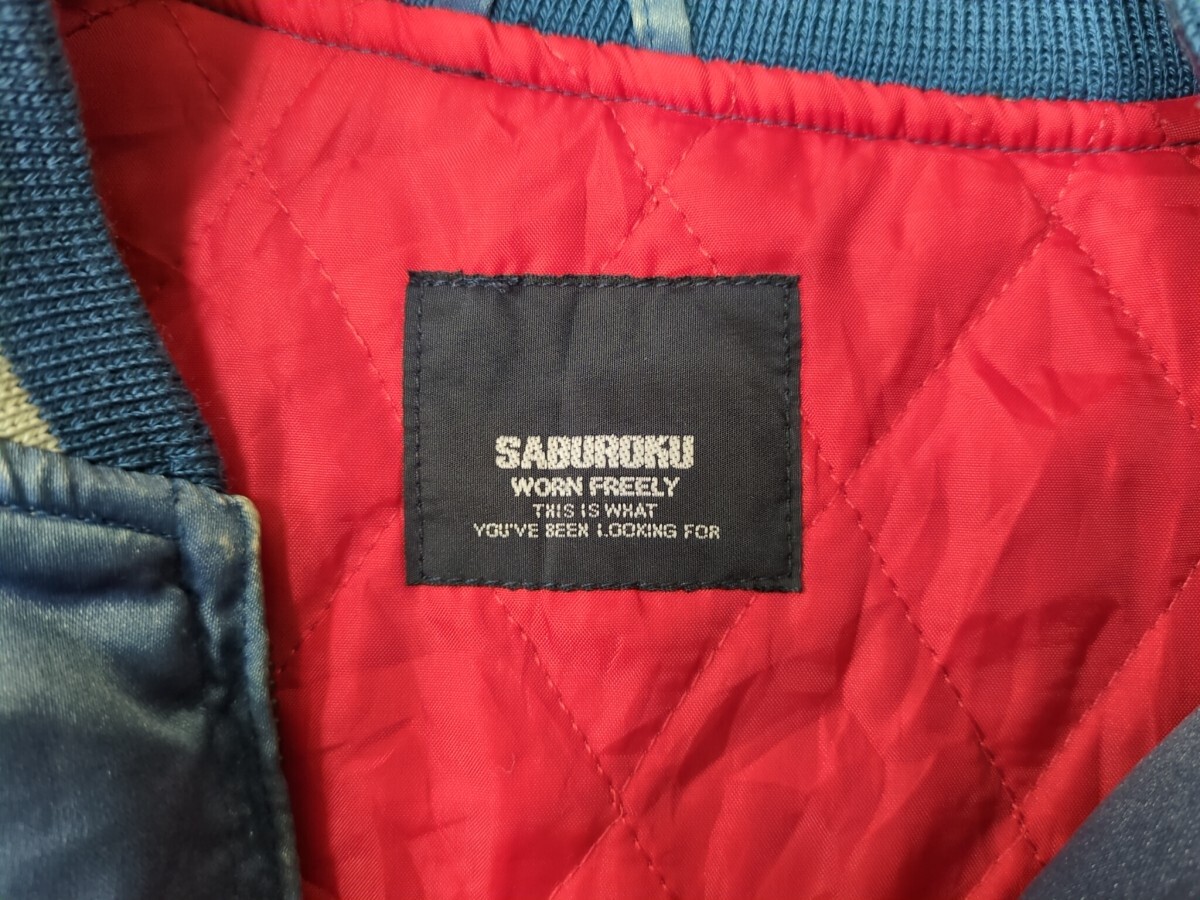 SABUROKU
WORN FREELY
THIS IS WHAT
YOU'VE BEEN LOOKING FOR